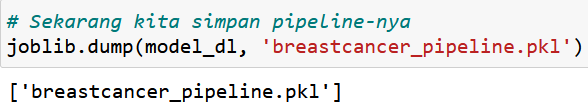 # Sekarang kita simpan pipeline-nya
joblib.dump(model_dl, 'breastcancer_pipeline.pkl')
['breastcancer_pipeline.pkl']